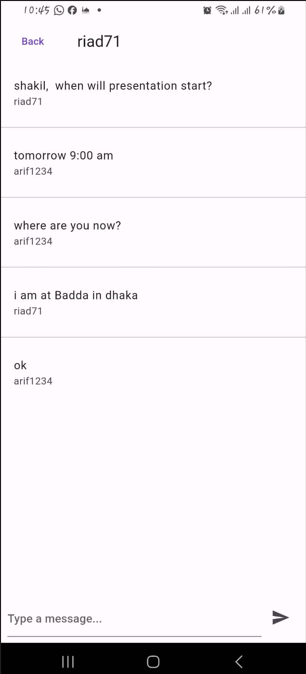 10:45
61%
Back
riad71
shakil,  when will presentation start?
riad71
tomorrow 9:00 am
arif1234
where are you now?
arif1234
i am at Badda in dhaka
riad71
ok
arif1234
Type a message...